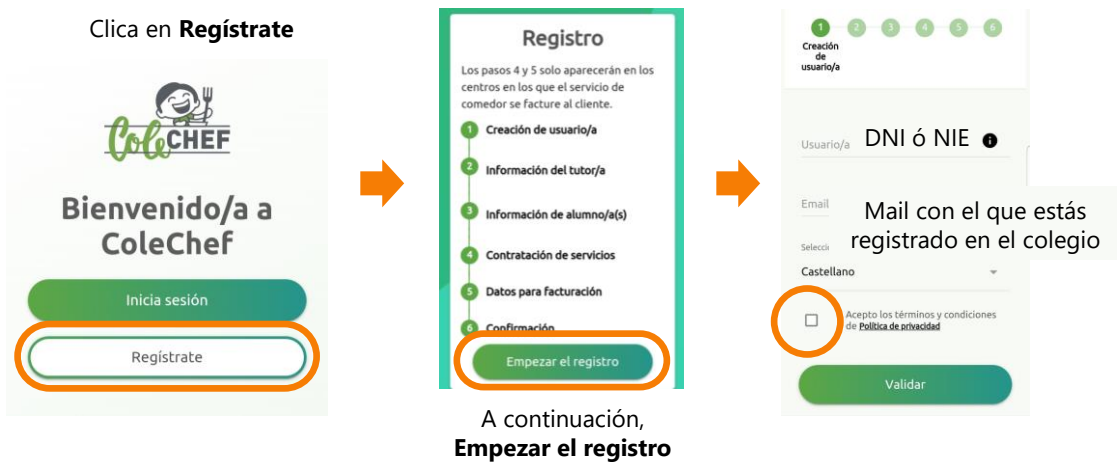 Clica en Regístrate
ColeCHEF
Bienvenido/a a
ColeChef
Inicia sesión
Regístrate
Registro
Los pasos 4 y 5 solo aparecerán en los
centros en los que el servicio de
comedor se facture al cliente.
1 Creación de usuario/a
2 Información del tutor/a
3 Información de alumno/a(s)
4 Contratación de servicios
5 Datos para facturación
6 Confirmación
Empezar el registro
A continuación,
Empezar el registro
1 2 3 4 5 6
Creación
de
usuario/a
Usuario/a DNI ó NIE i
Email
Mail con el que estás
registrado en el colegio
Castellano
Acepto los términos y condiciones
de Política de privacidad
Validar